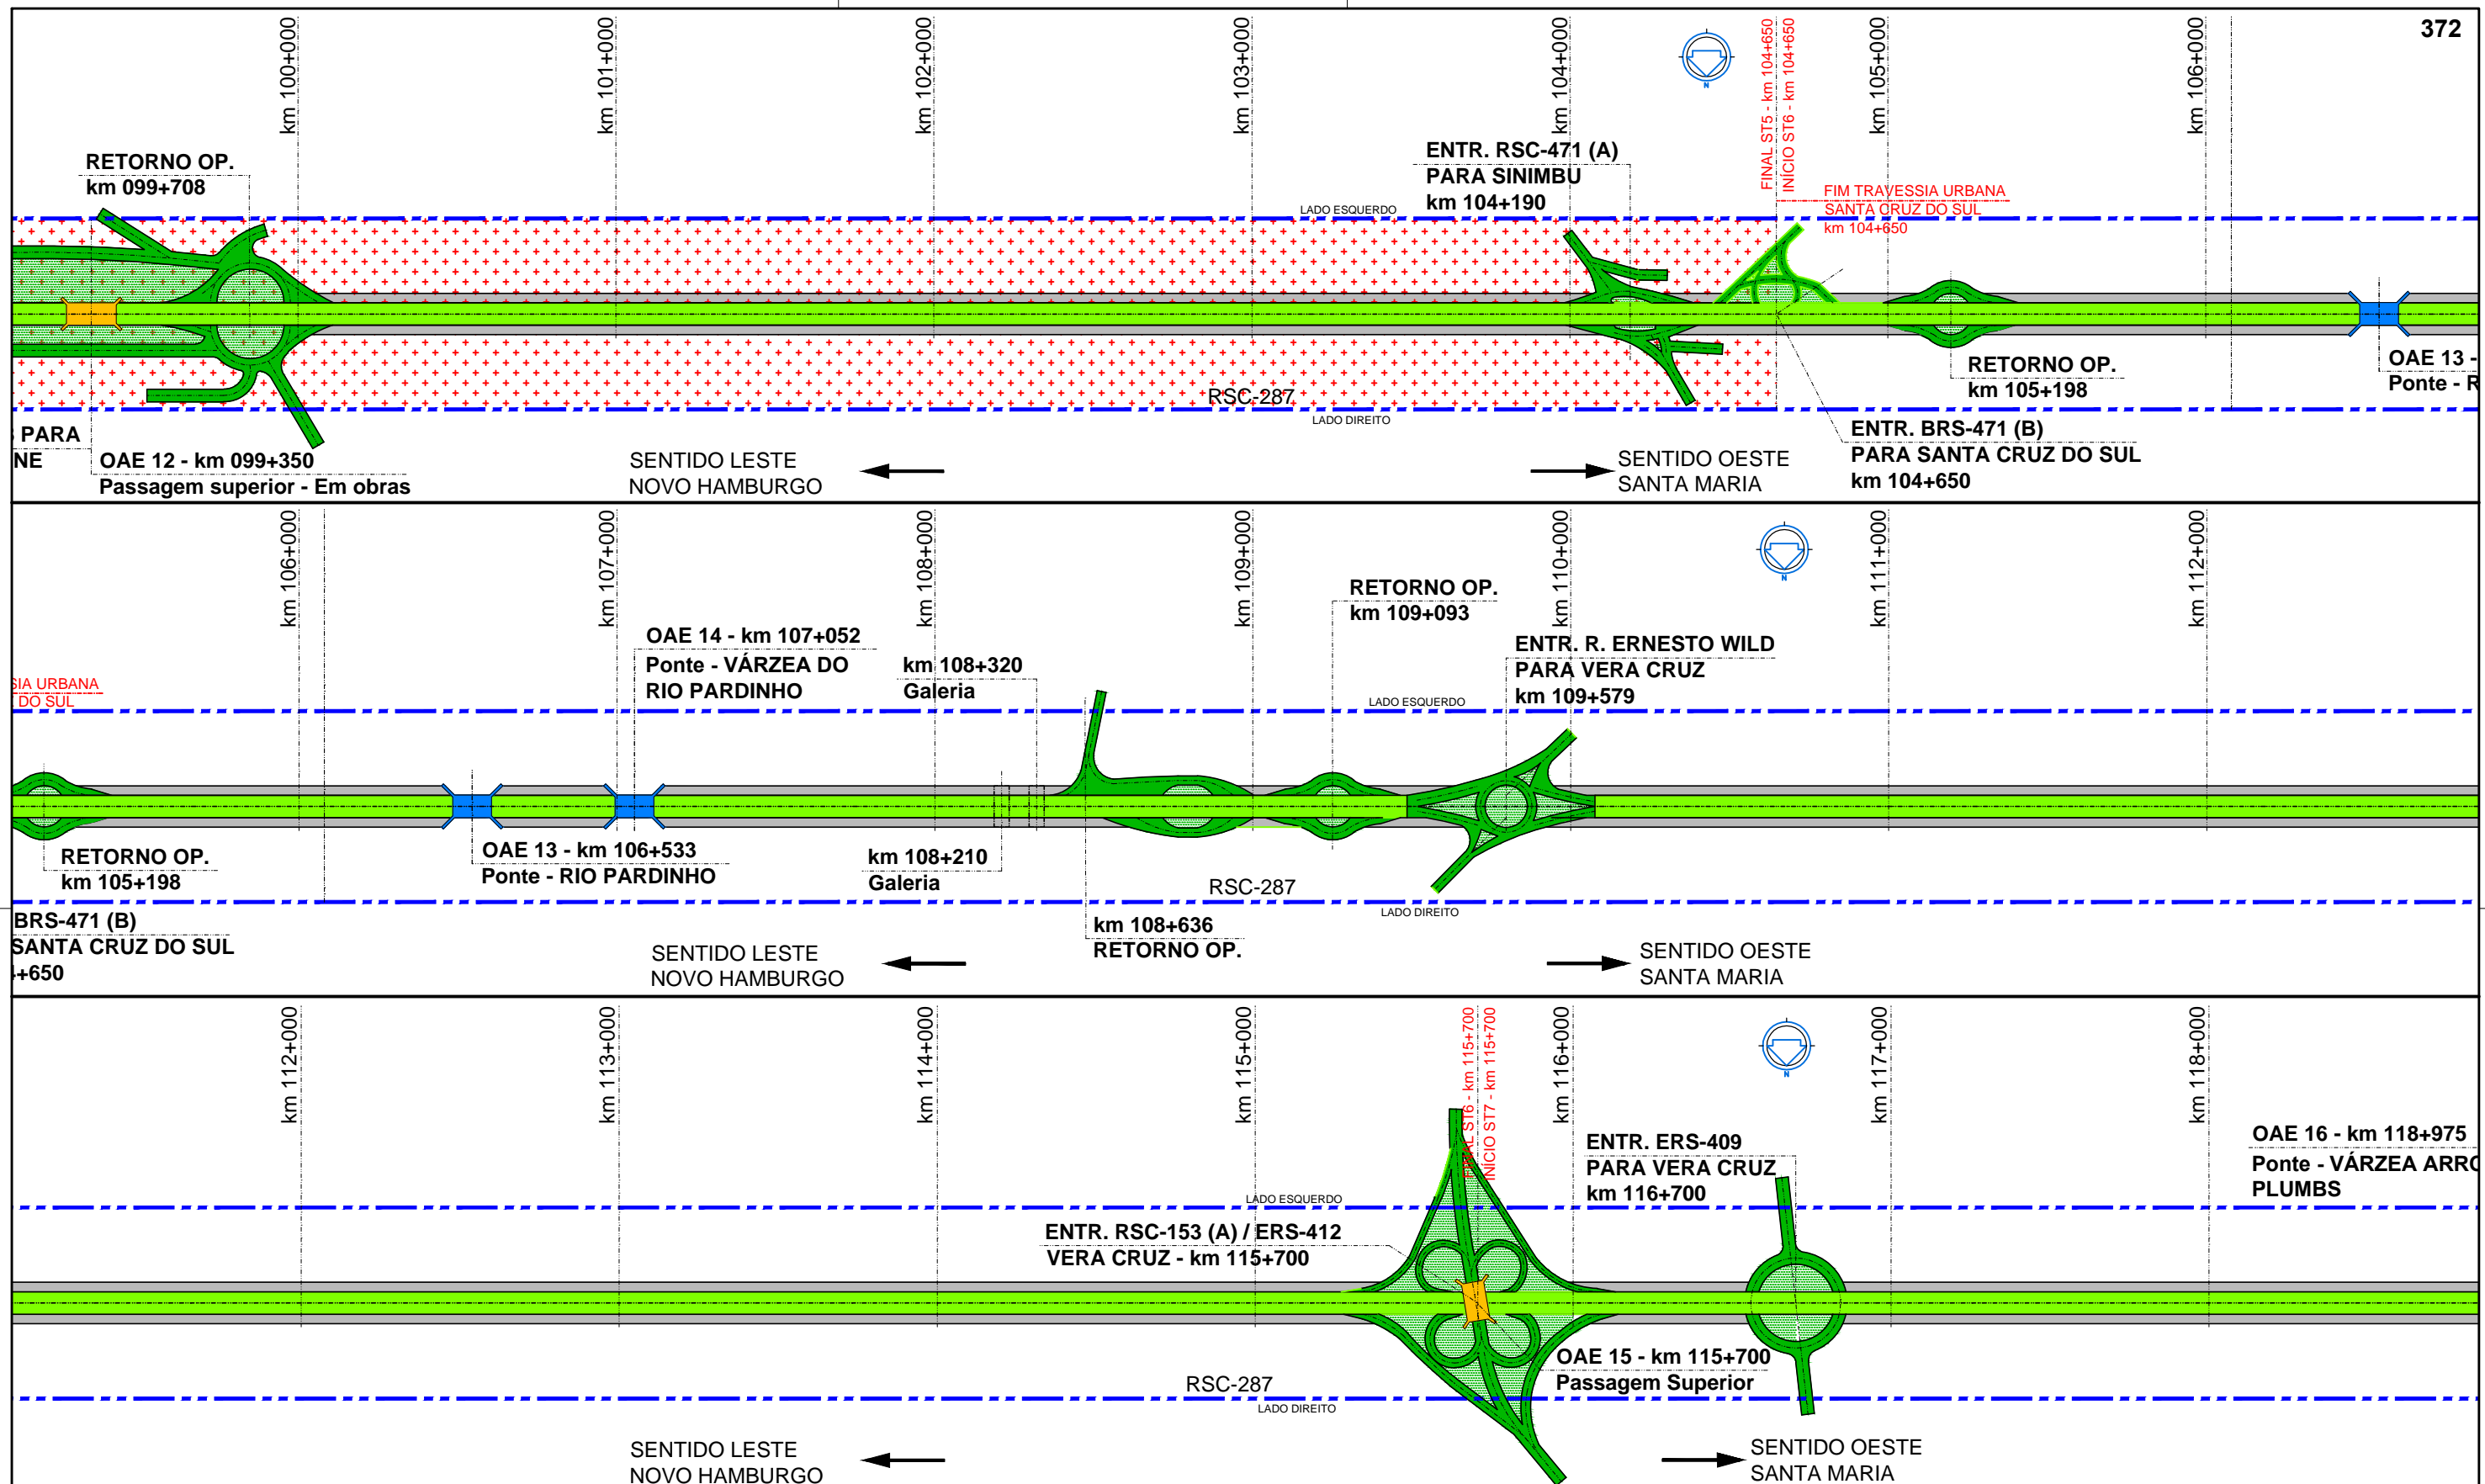 372
km 100+000
km 101+000
km 102+000
km 103+000
km 104+000
FINAL ST5 - km 104+650
INÍCIO ST6 - km 104+650
km 105+000
km 106+000
N
RETORNO OP.
km 099+708
ENTR. RSC-471 (A)
PARA SINIMBU
km 104+190
LADO ESQUERDO
FIM TRAVESSIA URBANA
SANTA CRUZ DO SUL
km 104+650
RETORNO OP.
km 105+198
OAE 13 -
Ponte - R
RSC-287
LADO DIREITO
PARA
NE
OAE 12 - km 099+350
Passagem superior - Em obras
SENTIDO LESTE
NOVO HAMBURGO
SENTIDO OESTE
SANTA MARIA
ENTR. BRS-471 (B)
PARA SANTA CRUZ DO SUL
km 104+650
km 106+000
km 107+000
km 108+000
km 109+000
km 110+000
km 111+000
km 112+000
N
SIA URBANA
DO SUL
OAE 14 - km 107+052
Ponte - VÁRZEA DO
RIO PARDINHO
km 108+320
Galeria
RETORNO OP.
km 109+093
ENTR. R. ERNESTO WILD
PARA VERA CRUZ
km 109+579
LADO ESQUERDO
RETORNO OP.
km 105+198
OAE 13 - km 106+533
Ponte - RIO PARDINHO
km 108+210
Galeria
RSC-287
LADO DIREITO
BRS-471 (B)
SANTA CRUZ DO SUL
+650
km 108+636
RETORNO OP.
SENTIDO LESTE
NOVO HAMBURGO
SENTIDO OESTE
SANTA MARIA
km 112+000
km 113+000
km 114+000
km 115+000
FINAL ST6 - km 115+700
INÍCIO ST7 - km 115+700
km 116+000
km 117+000
km 118+000
N
ENTR. ERS-409
PARA VERA CRUZ
km 116+700
OAE 16 - km 118+975
Ponte - VÁRZEA ARRO
PLUMBS
LADO ESQUERDO
ENTR. RSC-153 (A) / ERS-412
VERA CRUZ - km 115+700
OAE 15 - km 115+700
Passagem Superior
RSC-287
LADO DIREITO
SENTIDO LESTE
NOVO HAMBURGO
SENTIDO OESTE
SANTA MARIA